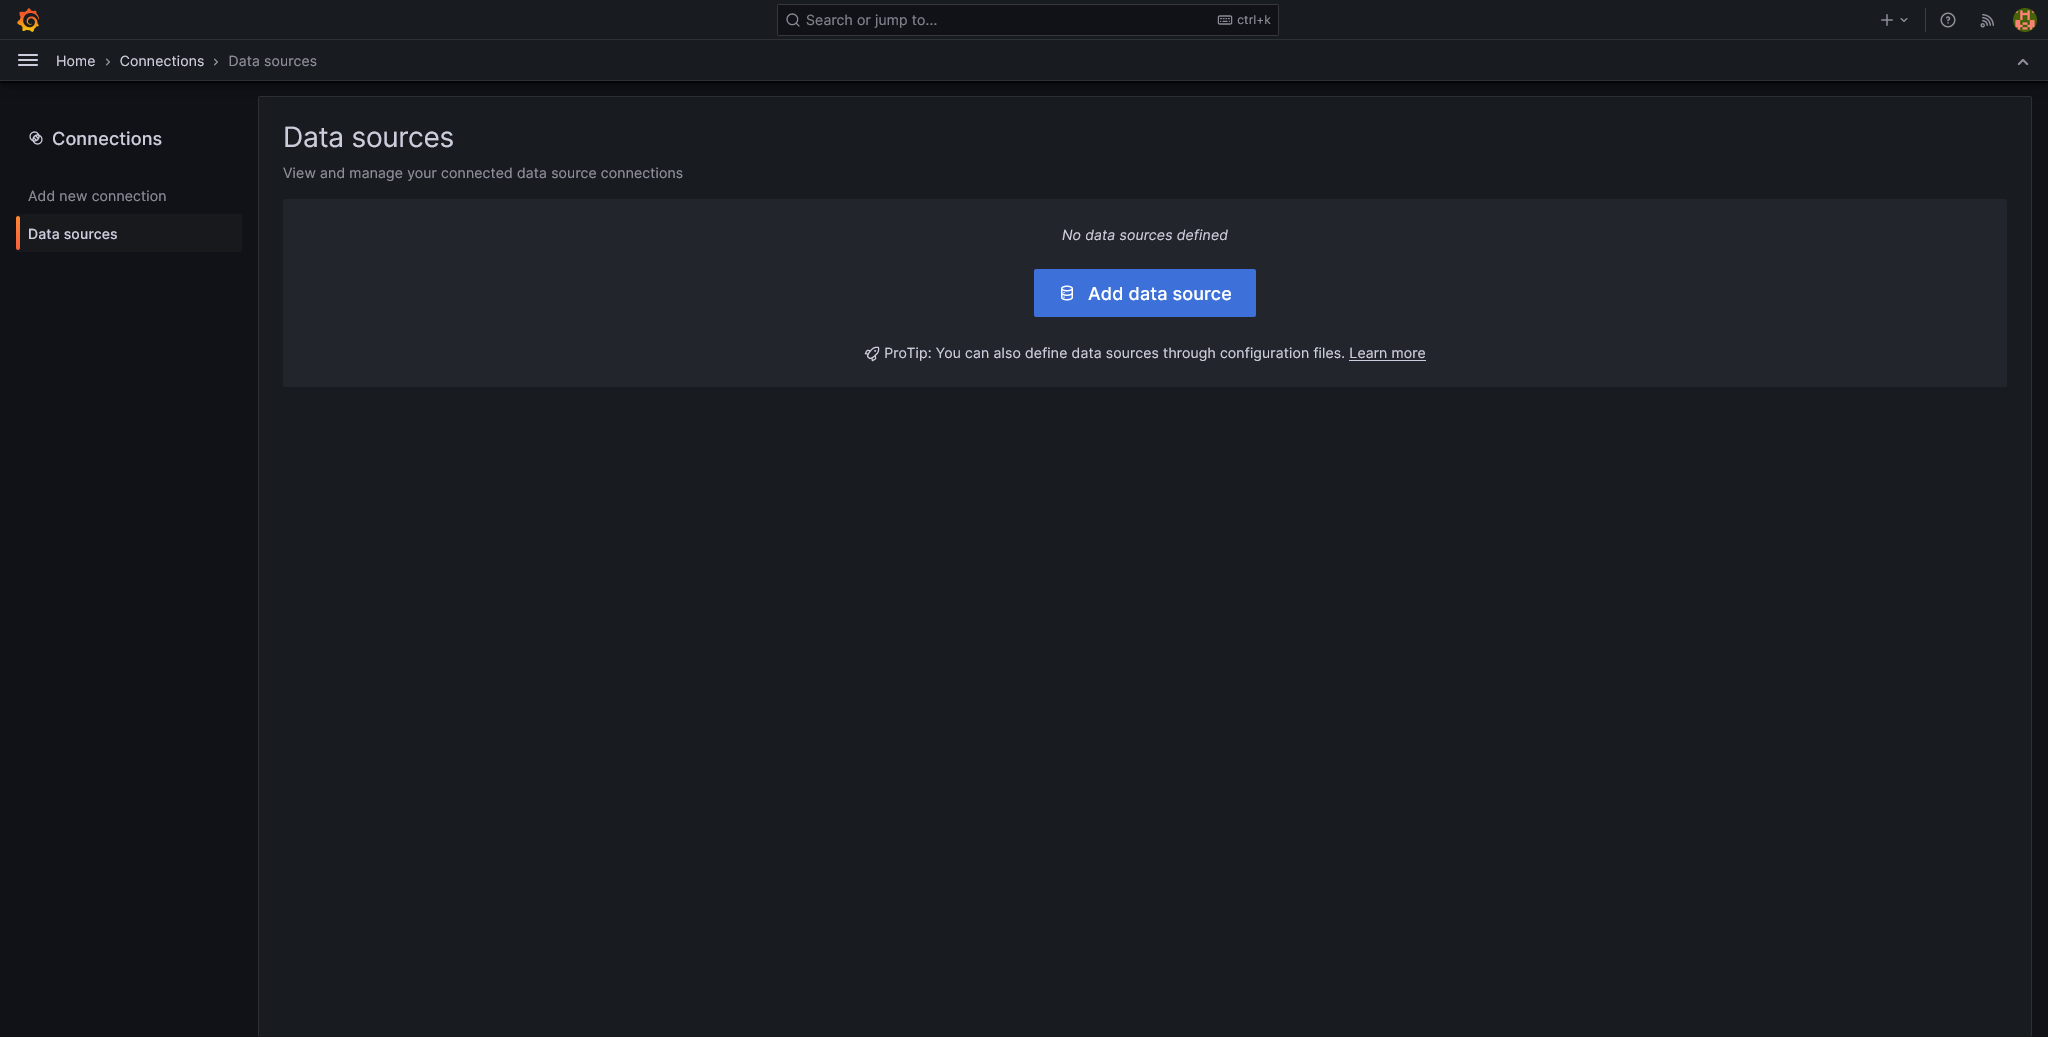 Search or jump to...
ctrl+k
Home › Connections › Data sources
Connections
Add new connection
Data sources
Data sources
View and manage your connected data source connections
No data sources defined
Add data source
ProTip: You can also define data sources through configuration files. Learn more